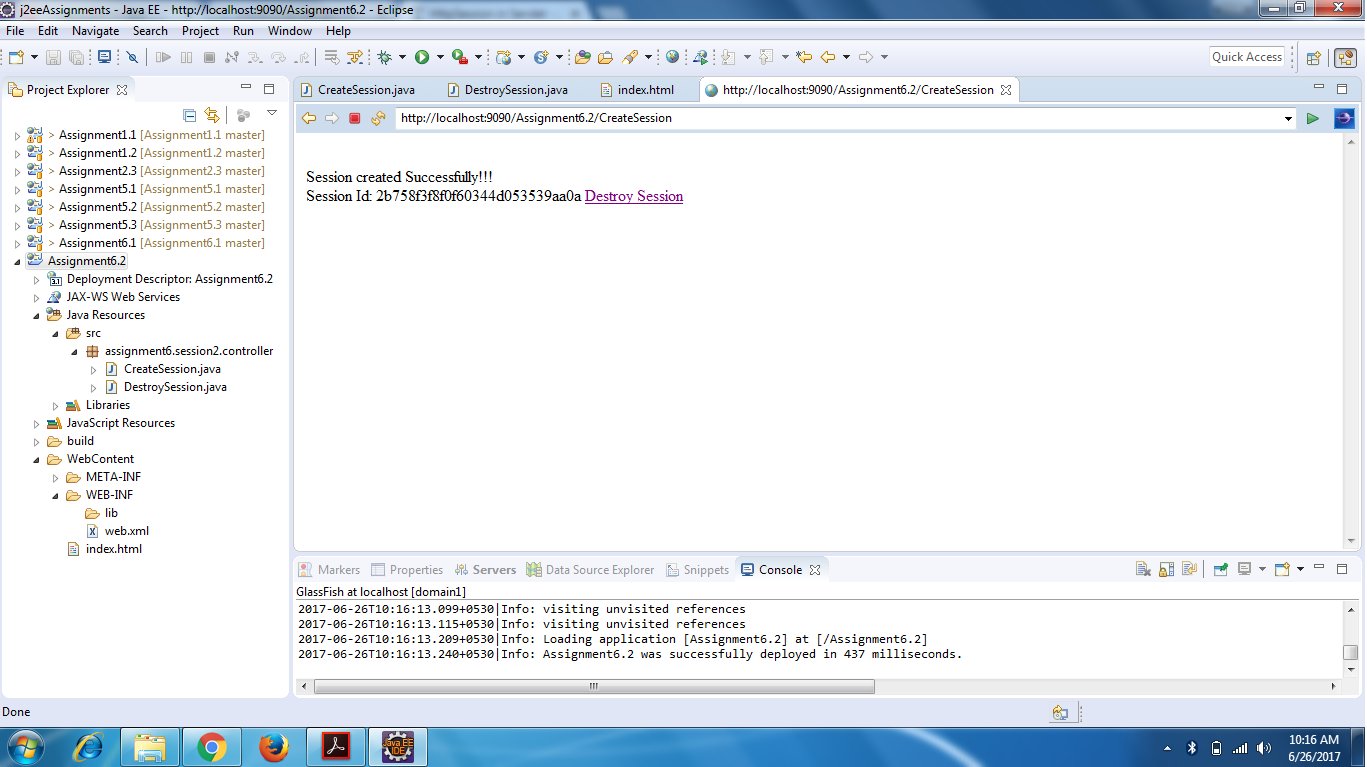 j2eeAssignments - Java EE - http://localhost:9090/Assignment6.2 - Eclipse
File Edit Navigate Search Project Run Window Help
Quick Access
Project Explorer
CreateSession.java DestroySession.java index.html http://localhost:9090/Assignment6.2/CreateSession
http://localhost:9090/Assignment6.2/CreateSession
> Assignment1.1 [Assignment1.1 master]
> Assignment1.2 [Assignment1.2 master]
> Assignment2.3 [Assignment2.3 master]
> Assignment5.1 [Assignment5.1 master]
> Assignment5.2 [Assignment5.2 master]
> Assignment5.3 [Assignment5.3 master]
> Assignment6.1 [Assignment6.1 master]
Assignment6.2
3.1 Deployment Descriptor: Assignment6.2
JAX-WS Web Services
Java Resources
src
assignment6.session2.controller
CreateSession.java
DestroySession.java
Libraries
JavaScript Resources
build
WebContent
META-INF
WEB-INF
lib
web.xml
index.html
Session created Successfully!!!
Session Id: 2b758f3f8f0f60344d053539aa0a Destroy Session
Markers Properties Servers Data Source Explorer Snippets Console
GlassFish at localhost [domain1]
2017-06-26T10:16:13.099+0530|Info: visiting unvisited references
2017-06-26T10:16:13.115+0530|Info: visiting unvisited references
2017-06-26T10:16:13.209+0530|Info: Loading application [Assignment6.2] at [/Assignment6.2]
2017-06-26T10:16:13.240+0530|Info: Assignment6.2 was successfully deployed in 437 milliseconds.
Done
Java EE
IDE
10:16 AM
6/26/2017